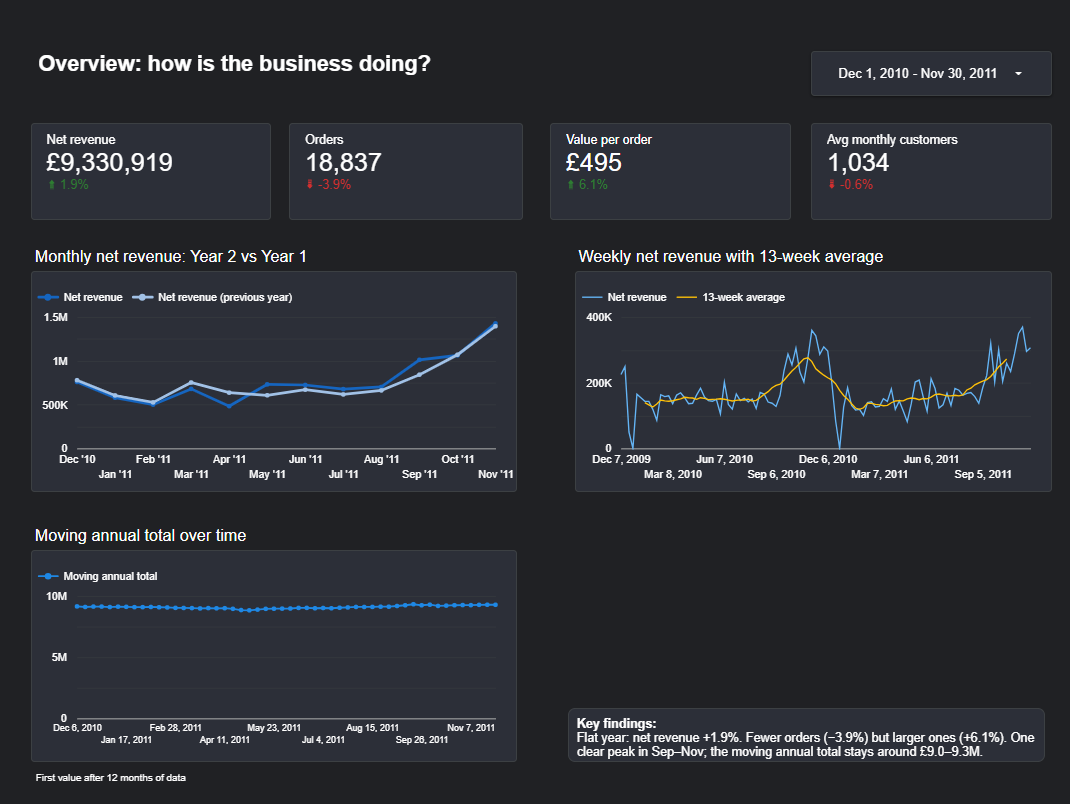 Overview: how is the business doing?
Dec 1, 2010 - Nov 30, 2011
Net revenue
£9,330,919
1.9%
Orders
18,837
-3.9%
Value per order
£495
6.1%
Avg monthly customers
1,034
-0.6%
Monthly net revenue: Year 2 vs Year 1
Net revenue
Net revenue (previous year)
1.5M
1M
500K
0
Dec '10
Jan '11
Feb '11
Mar '11
Apr '11
May '11
Jun '11
Jul '11
Aug '11
Sep '11
Oct '11
Nov '11
Weekly net revenue with 13-week average
Net revenue
13-week average
400K
200K
0
Dec 7, 2009
Mar 8, 2010
Jun 7, 2010
Sep 6, 2010
Dec 6, 2010
Mar 7, 2011
Jun 6, 2011
Sep 5, 2011
Moving annual total over time
Moving annual total
10M
5M
0
Dec 6, 2010
Jan 17, 2011
Feb 28, 2011
Apr 11, 2011
May 23, 2011
Jul 4, 2011
Aug 15, 2011
Sep 26, 2011
Nov 7, 2011
First value after 12 months of data
Key findings:
Flat year: net revenue +1.9%. Fewer orders (−3.9%) but larger ones (+6.1%). One
clear peak in Sep–Nov; the moving annual total stays around £9.0–9.3M.